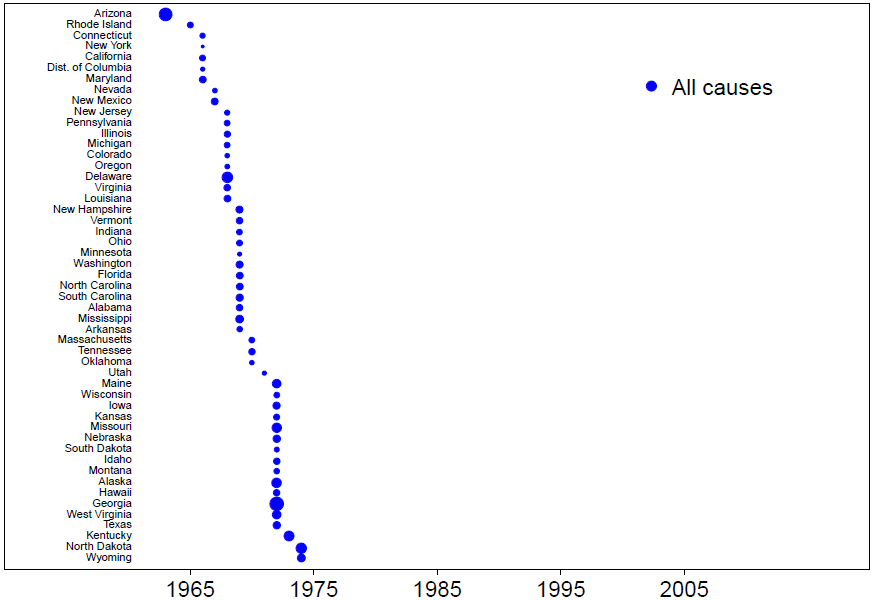 Arizona
Rhode Island
Connecticut
New York
California
Dist. of Columbia
Maryland
Nevada
New Mexico
New Jersey
Pennsylvania
Illinois
Michigan
Colorado
Oregon
Delaware
Virginia
Louisiana
New Hampshire
Vermont
Indiana
Ohio
Minnesota
Washington
Florida
North Carolina
South Carolina
Alabama
Mississippi
Arkansas
Massachusetts
Tennessee
Oklahoma
Utah
Maine
Wisconsin
Iowa
Kansas
Missouri
Nebraska
South Dakota
Idaho
Montana
Alaska
Hawaii
Georgia
West Virginia
Texas
Kentucky
North Dakota
Wyoming
All causes
1965 1975 1985 1995 2005